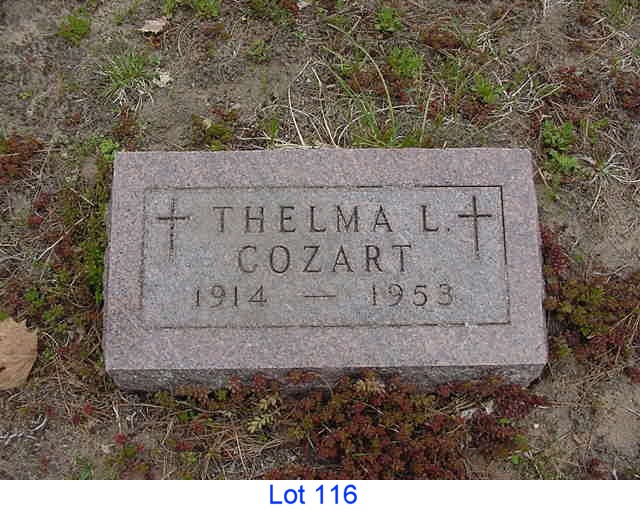 THELMA L.
COZART
1914 — 1953
Lot 116